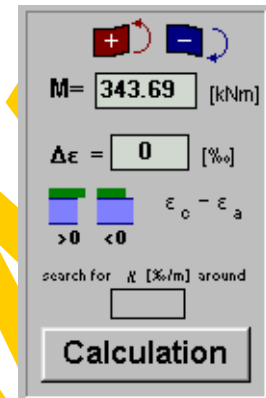 + −
M= 343.69 [kNm]
Δε = 0 [‰]
ε c − ε a
>0 <0
search for ϰ [‰/m] around
Calculation